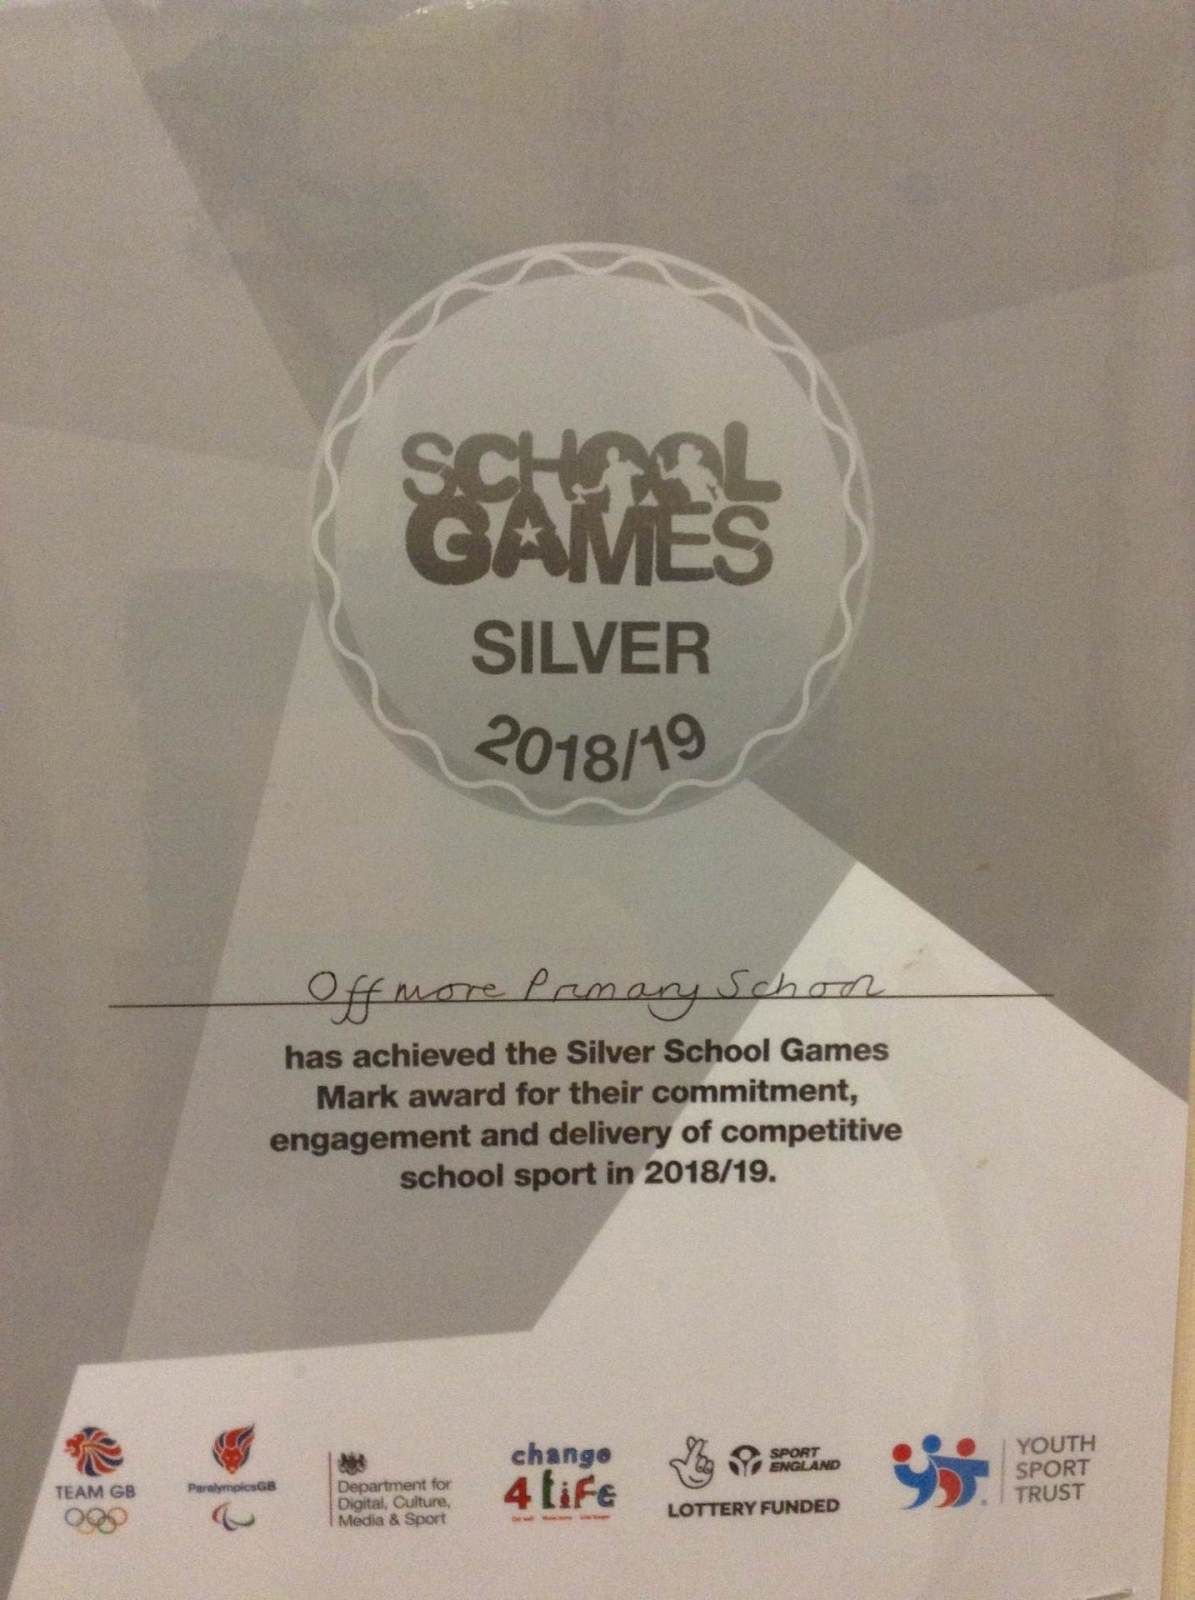 SCHOOL
GAMES
SILVER
2018/19
Offmore Primary School
has achieved the Silver School Games
Mark award for their commitment,
engagement and delivery of competitive
school sport in 2018/19.
TEAM GB
ParalympicsGB
Department for
Digital, Culture,
Media & Sport
change
4 LiFe
SPORT
ENGLAND
LOTTERY FUNDED
YOUTH
SPORT
TRUST